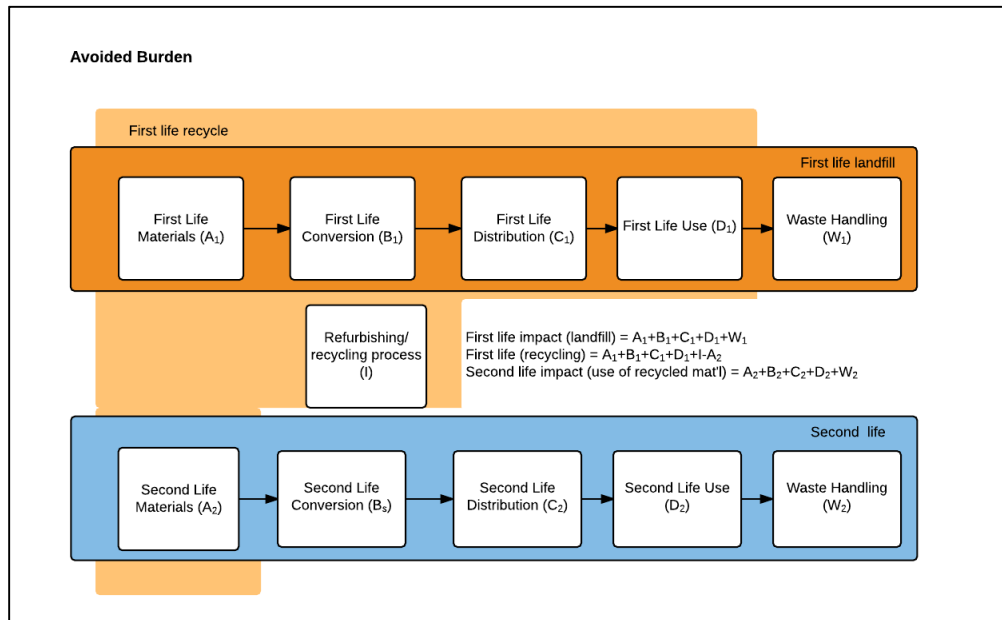 Avoided Burden
First life recycle
First life landfill
First Life
Materials (A₁)
First Life
Conversion (B₁)
First Life
Distribution (C₁)
First Life Use (D₁)
Waste Handling
(W₁)
Refurbishing/
recycling process
(I)
First life impact (landfill) = A₁+B₁+C₁+D₁+W₁
First life (recycling) = A₁+B₁+C₁+D₁+I-A₂
Second life impact (use of recycled mat'l) = A₂+B₂+C₂+D₂+W₂
Second life
Second Life
Materials (A₂)
Second Life
Conversion (Bₛ)
Second Life
Distribution (C₂)
Second Life Use
(D₂)
Waste Handling
(W₂)